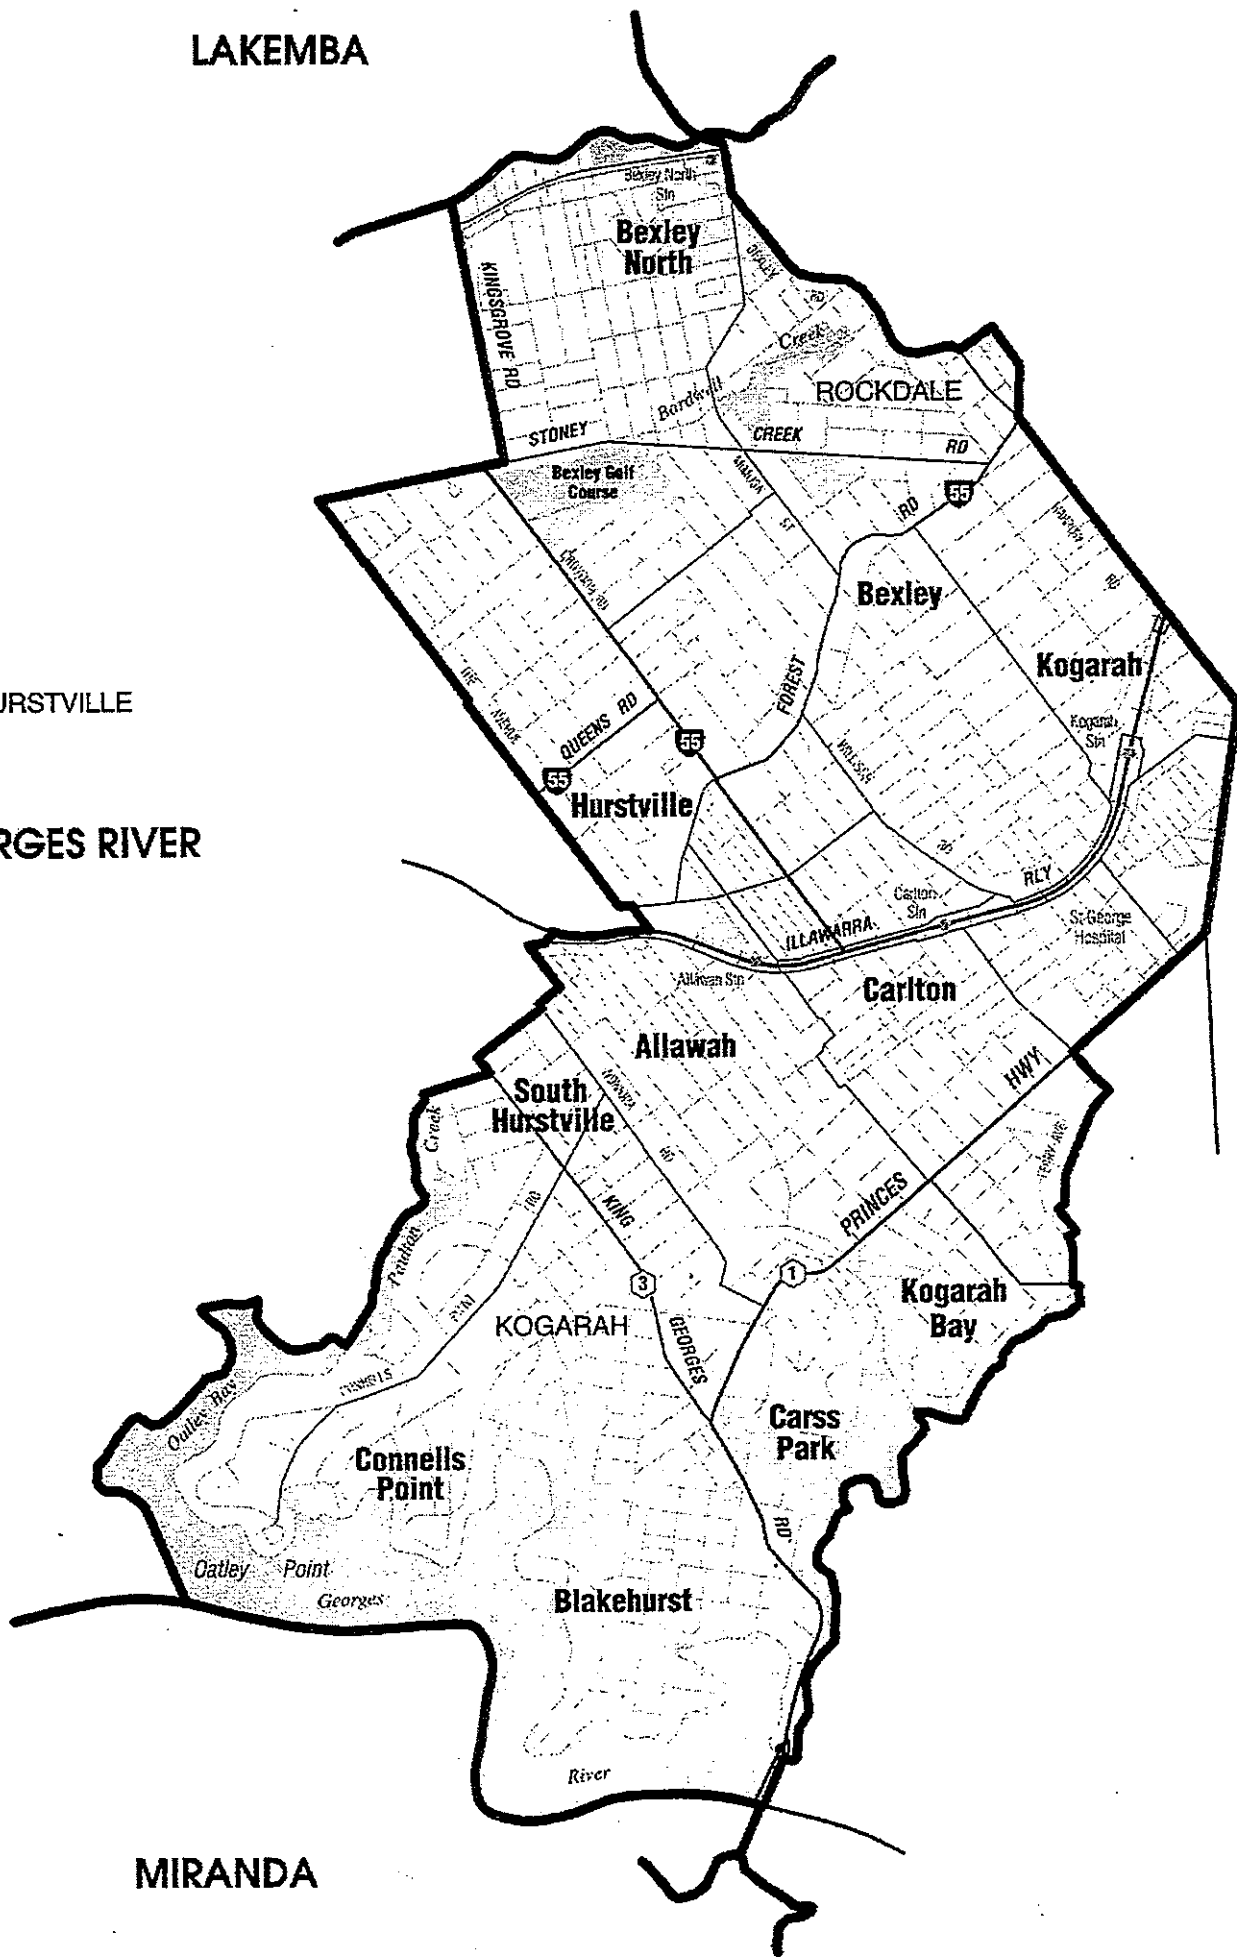 LAKEMBA
Bexley North
Stn
Bexley
North
KINGSGROVE RD
RD
Creek
Bardwell
ROCKDALE
STONEY
CREEK
RD
Bexley Golf
Course
55
RD
ST
RD
Bexley
Kogarah
FOREST
Kogarah
Stn
URSTVILLE
QUEENS RD
55
55
Hurstville
RGES RIVER
Carlton
Stn
RLY
ILLAWARRA
St George
Hospital
Allawah Stn
Carlton
Allawah
HWY
South
Hurstville
Creek
RD
KING
PRINCES
3
1
Kogarah
Bay
KOGARAH
GEORGES
Oatley Bay
Carss
Park
Connells
Point
RD
Oatley Point
Georges
Blakehurst
River
MIRANDA